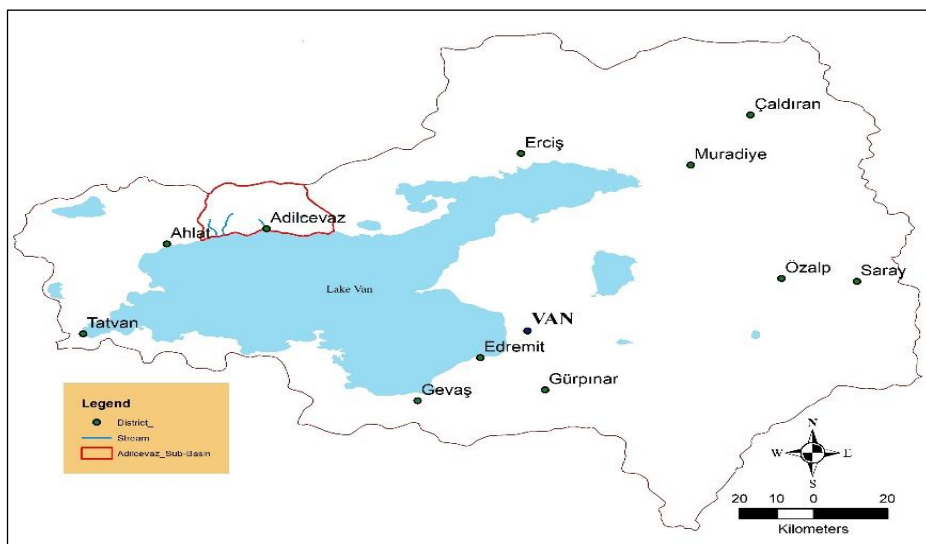 Çaldıran
Erciş
Muradiye
Adilcevaz
Ahlat
Özalp
Saray
Lake Van
Tatvan
VAN
Edremit
Gevaş
Gürpınar
Legend
District_
Stream
Adilcevaz_Sub-Basin
N
W E
S
20 10 0 20
Kilometers